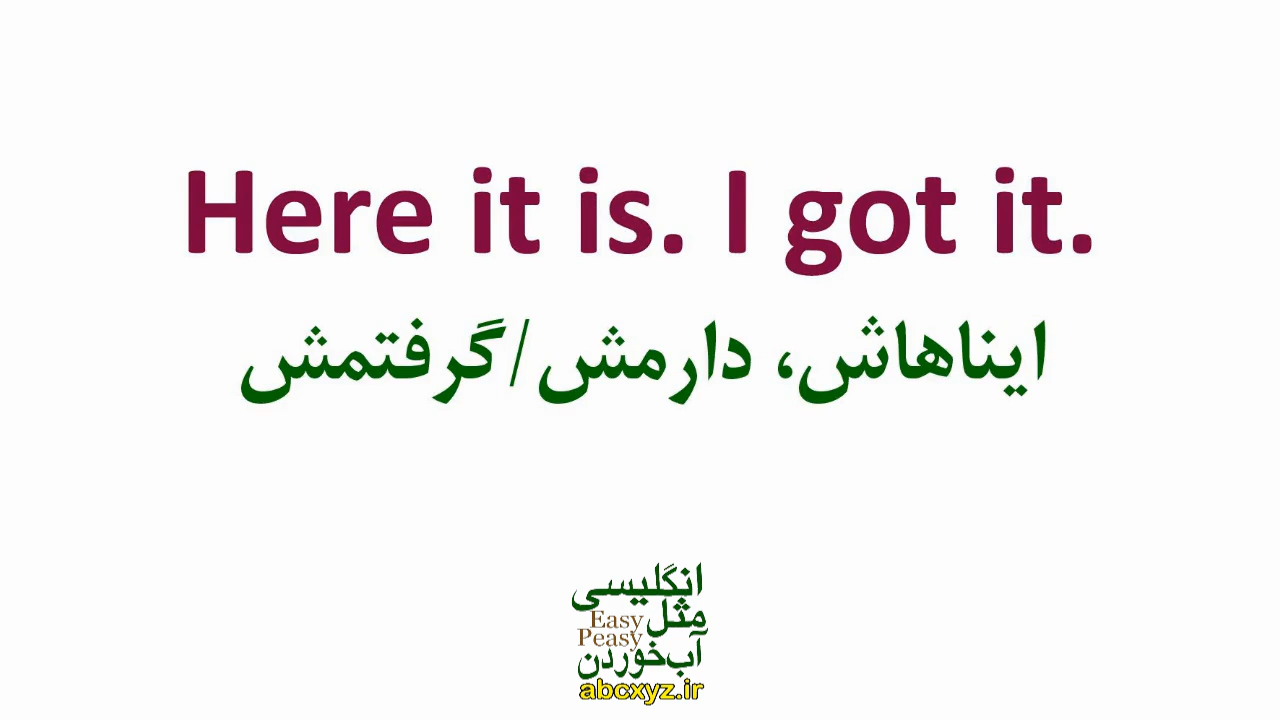 Here it is. I got it.
ایناهاش، دارمش/گرفتمش
انگلیسی
مثل
Easy
Peasy
آب‌خوردن
abcxyz.ir